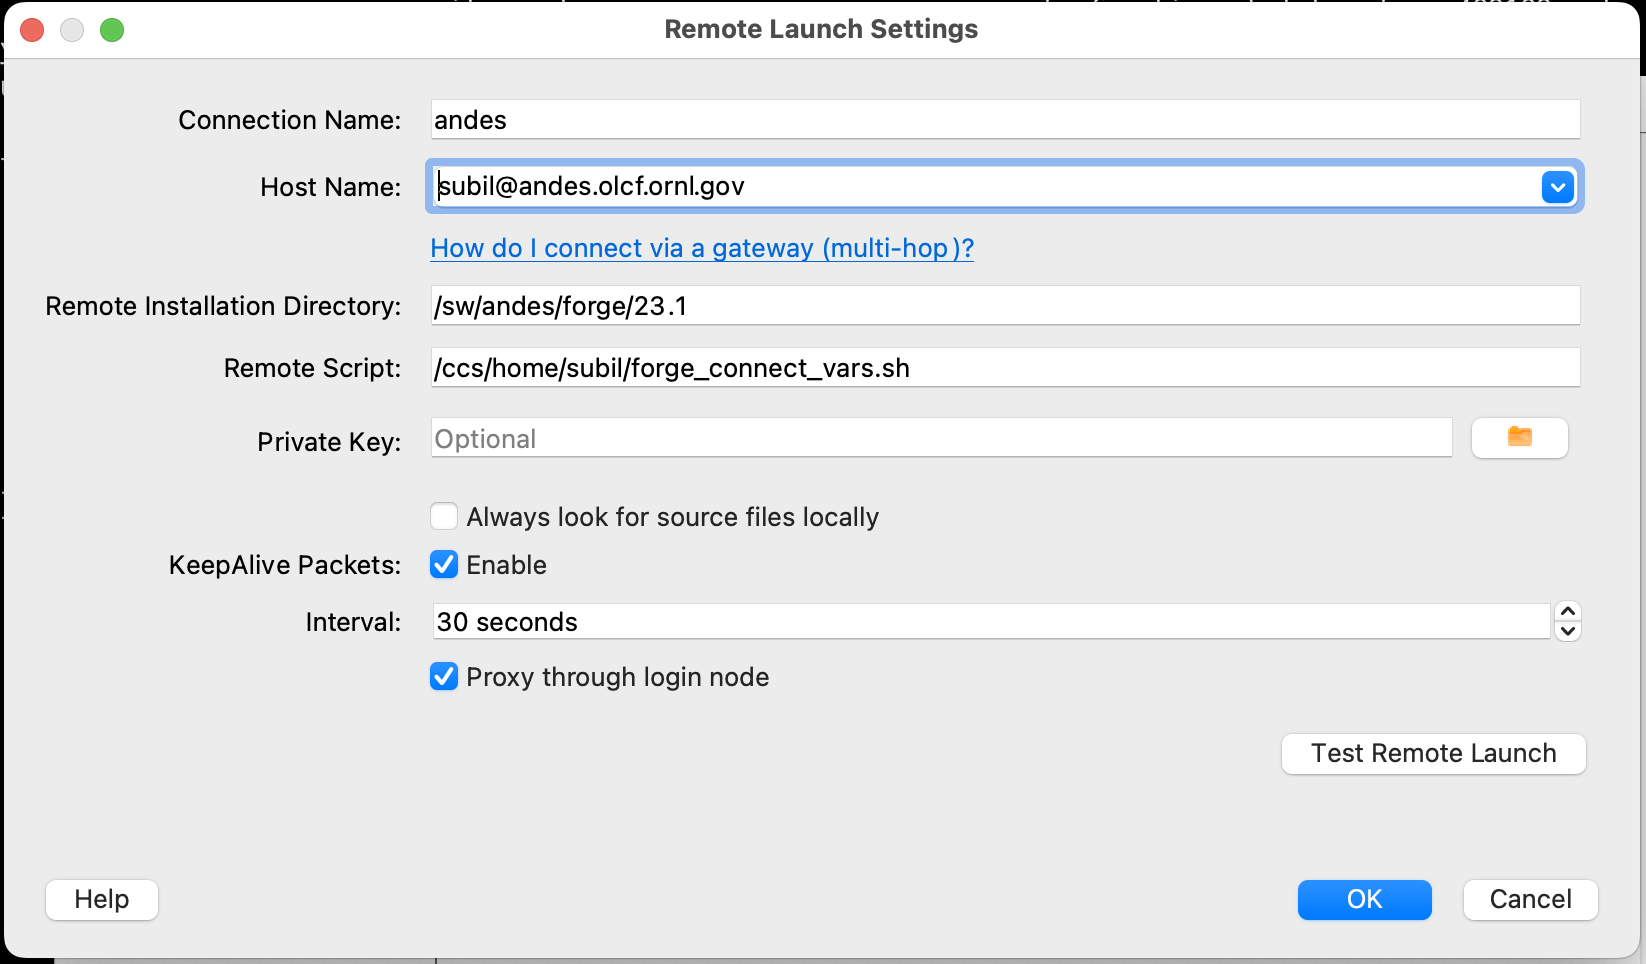 Remote Launch Settings
Connection Name: andes
Host Name: subil@andes.olcf.ornl.gov
How do I connect via a gateway (multi-hop)?
Remote Installation Directory: /sw/andes/forge/23.1
Remote Script: /ccs/home/subil/forge_connect_vars.sh
Private Key: Optional
Always look for source files locally
KeepAlive Packets: Enable
Interval: 30 seconds
Proxy through login node
Test Remote Launch
Help OK Cancel